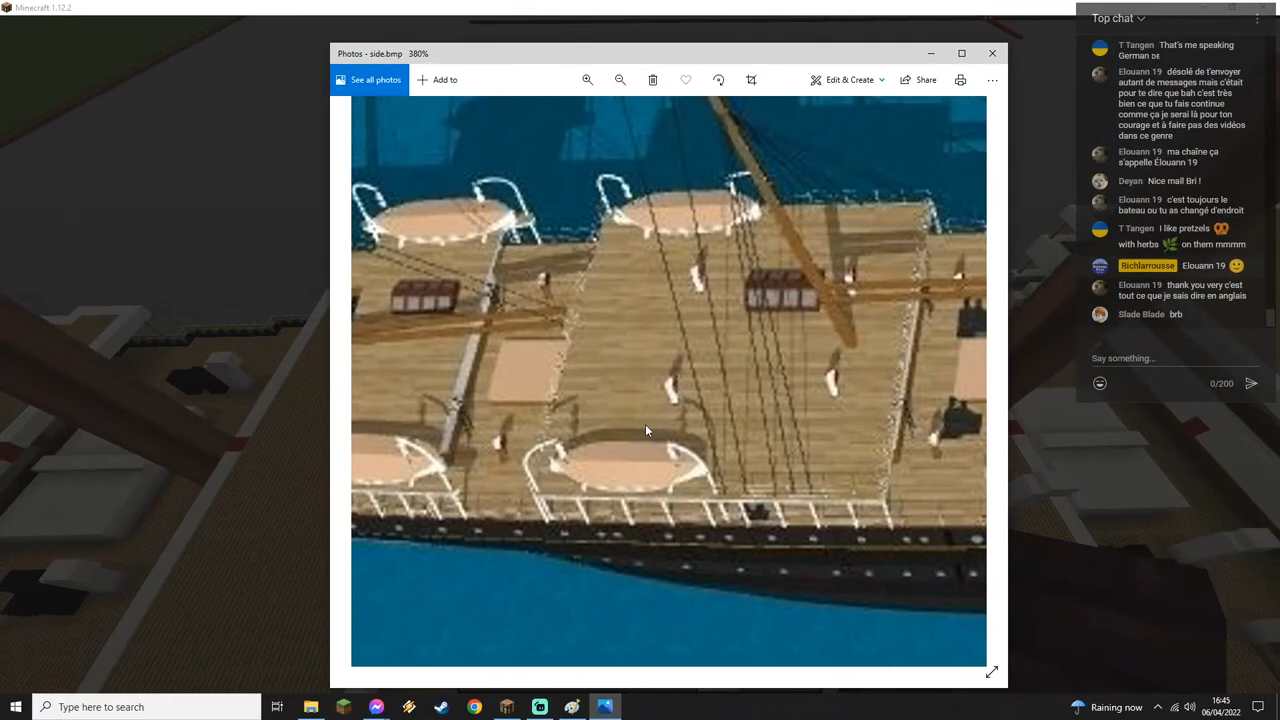 Minecraft 1.12.2
Photos - side.bmp 380%
See all photos
Add to
Edit & Create
Share
Top chat
T Tangen That's me speaking
German DE
Elouann 19 désolé de t'envoyer
autant de messages mais c'était
pour te dire que bah c'est très
bien ce que tu fais continue
comme ça je serai là pour ton
courage et à faire pas des vidéos
dans ce genre
Elouann 19 ma chaîne ça
s'appelle Élouann 19
Deyan Nice mall Bri !
Elouann 19 c'est toujours le
bateau ou tu as changé d'endroit
T Tangen I like pretzels 🥨
with herbs 🌿 on them mmmm
Richlarrousse Elouann 19 🙂
Elouann 19 thank you very c'est
tout ce que je sais dire en anglais
Slade Blade brb
Say something...
0/200
Type here to search
Raining now
16:45
06/04/2022